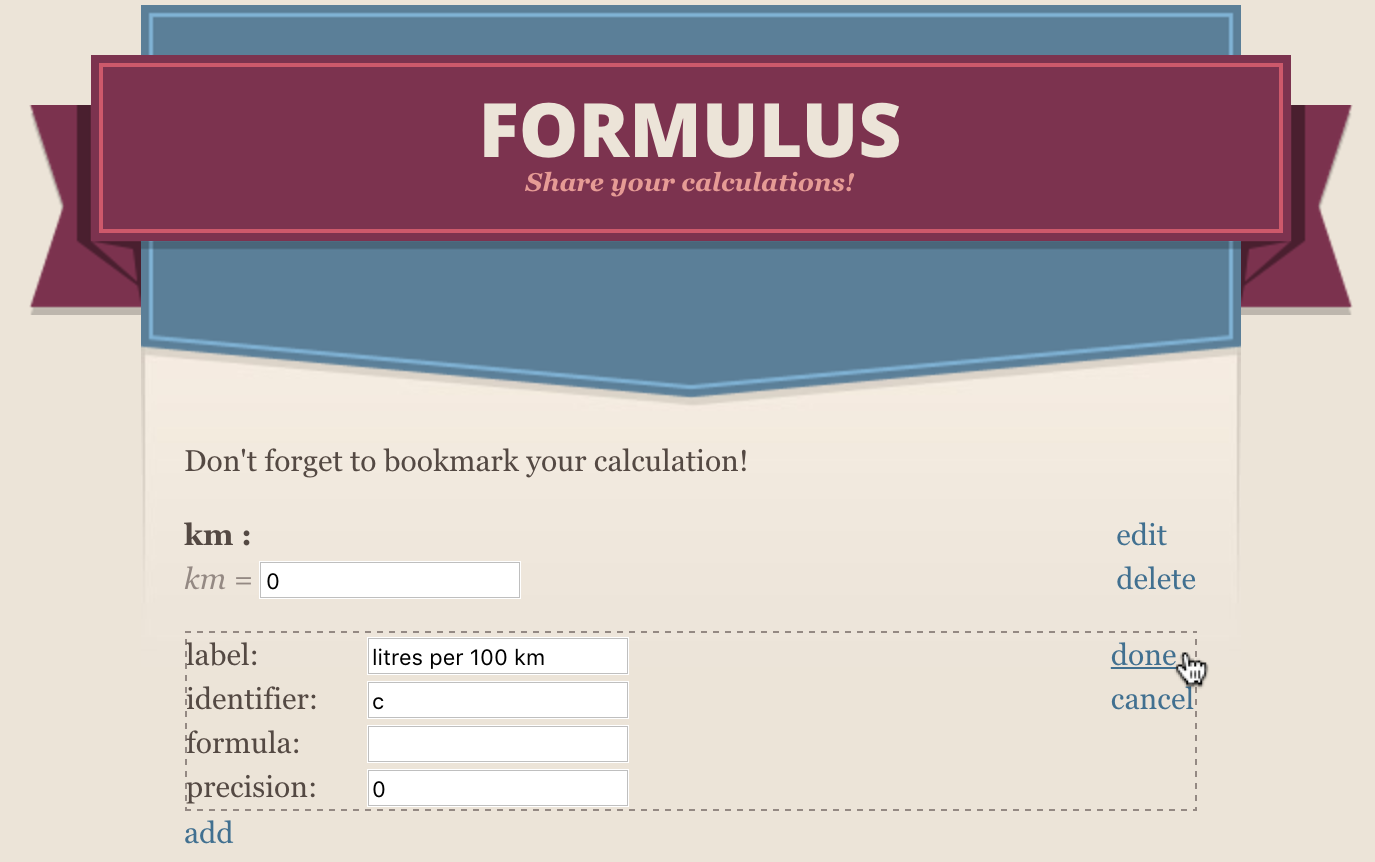 FORMULUS
Share your calculations!
Don't forget to bookmark your calculation!
km : edit
km = 0 delete
label: litres per 100 km done
identifier: c cancel
formula:
precision: 0
add